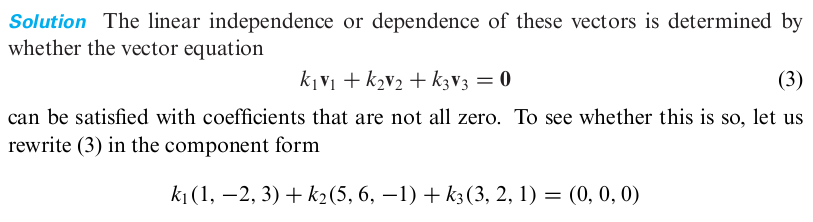 Solution The linear independence or dependence of these vectors is determined by
whether the vector equation
k₁v₁ + k₂v₂ + k₃v₃ = 0 (3)
can be satisfied with coefficients that are not all zero. To see whether this is so, let us
rewrite (3) in the component form
k₁(1, −2, 3) + k₂(5, 6, −1) + k₃(3, 2, 1) = (0, 0, 0)